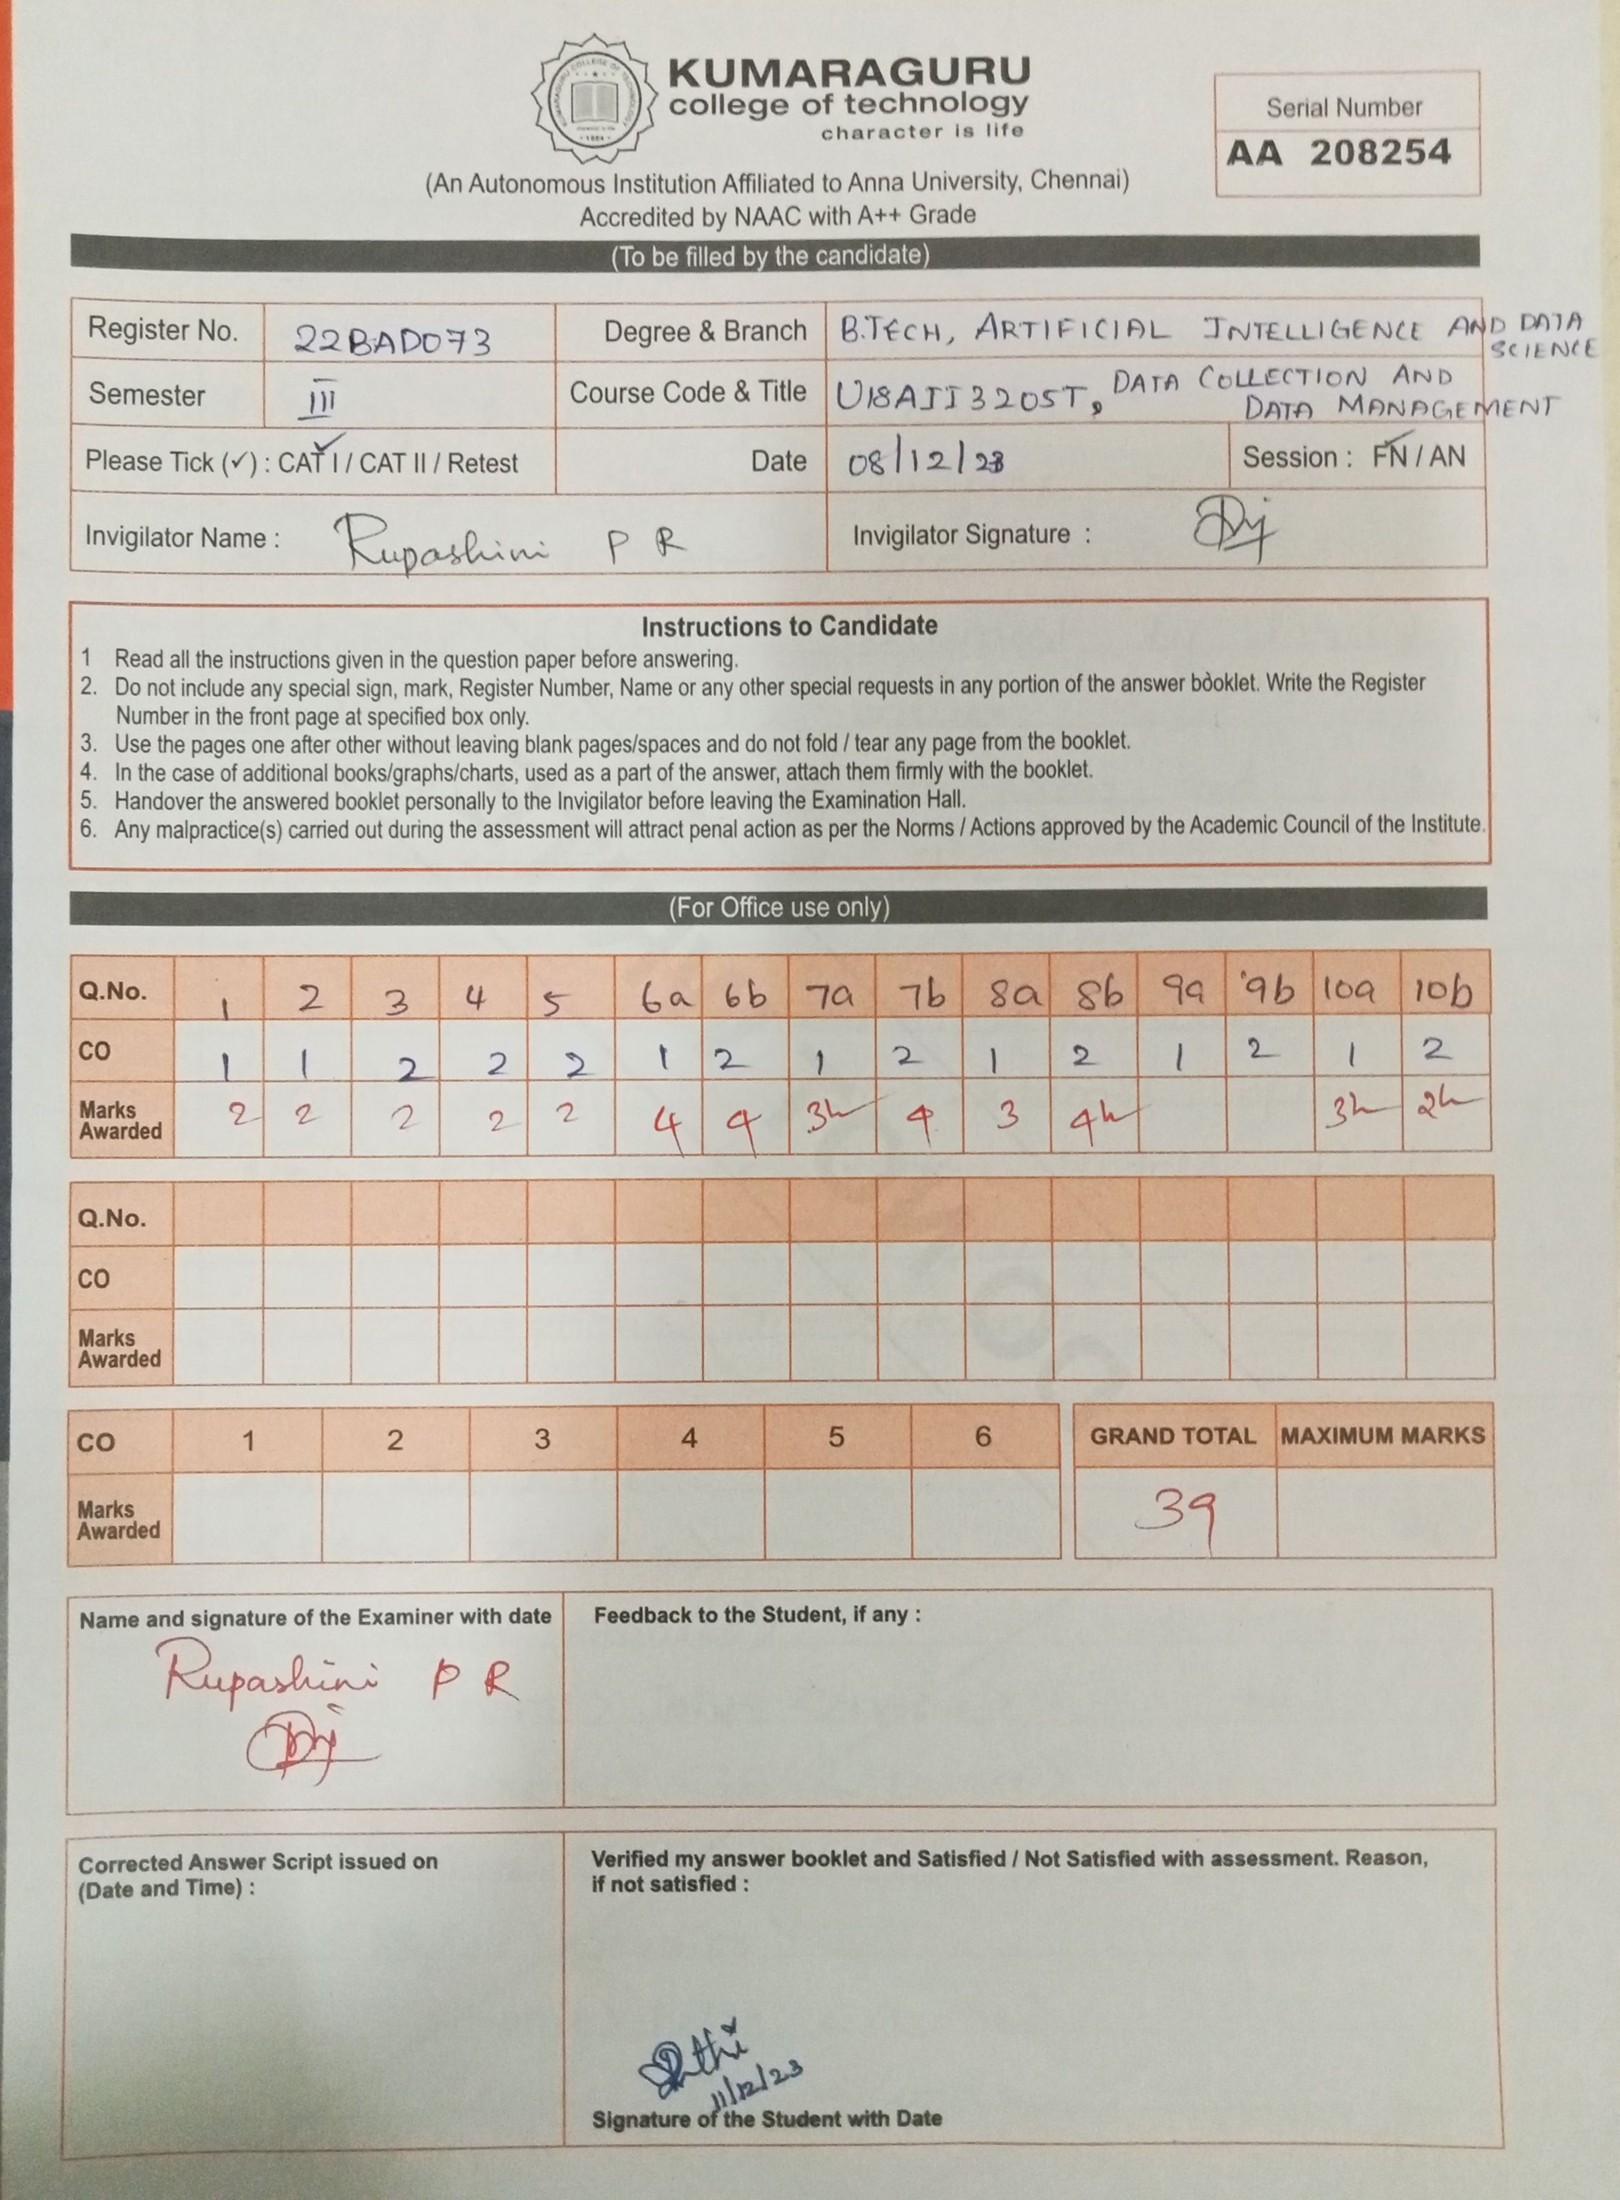 KUMARAGURU
college of technology
character is life
(An Autonomous Institution Affiliated to Anna University, Chennai)
Accredited by NAAC with A++ Grade
Serial Number
AA 208254
(To be filled by the candidate)
Register No. 22BAD073 Degree & Branch B.TECH, ARTIFICIAL INTELLIGENCE AND DATA
SCIENCE
Semester III Course Code & Title U18AII3205T, DATA COLLECTION AND
DATA MANAGEMENT
Please Tick (✓) : CAT I / CAT II / Retest Date 08/12/23 Session : FN / AN
Invigilator Name : Rupashini P R Invigilator Signature :
Instructions to Candidate
1 Read all the instructions given in the question paper before answering.
2. Do not include any special sign, mark, Register Number, Name or any other special requests in any portion of the answer booklet. Write the Register
Number in the front page at specified box only.
3. Use the pages one after other without leaving blank pages/spaces and do not fold / tear any page from the booklet.
4. In the case of additional books/graphs/charts, used as a part of the answer, attach them firmly with the booklet.
5. Handover the answered booklet personally to the Invigilator before leaving the Examination Hall.
6. Any malpractice(s) carried out during the assessment will attract penal action as per the Norms / Actions approved by the Academic Council of the Institute.
(For Office use only)
Q.No. 1 2 3 4 5 6a 6b 7a 7b 8a 8b 9a 9b 10a 10b
CO 1 1 2 2 2 1 2 1 2 1 2 1 2 1 2
Marks
Awarded 2 2 2 2 2 4 4 3½ 4 3 4½ 3½ 2½
Q.No.
CO
Marks
Awarded
CO 1 2 3 4 5 6 GRAND TOTAL MAXIMUM MARKS
Marks
Awarded 39
Name and signature of the Examiner with date
Rupashini P R
Feedback to the Student, if any :
Corrected Answer Script issued on
(Date and Time) :
Verified my answer booklet and Satisfied / Not Satisfied with assessment. Reason,
if not satisfied :
11/12/23
Signature of the Student with Date